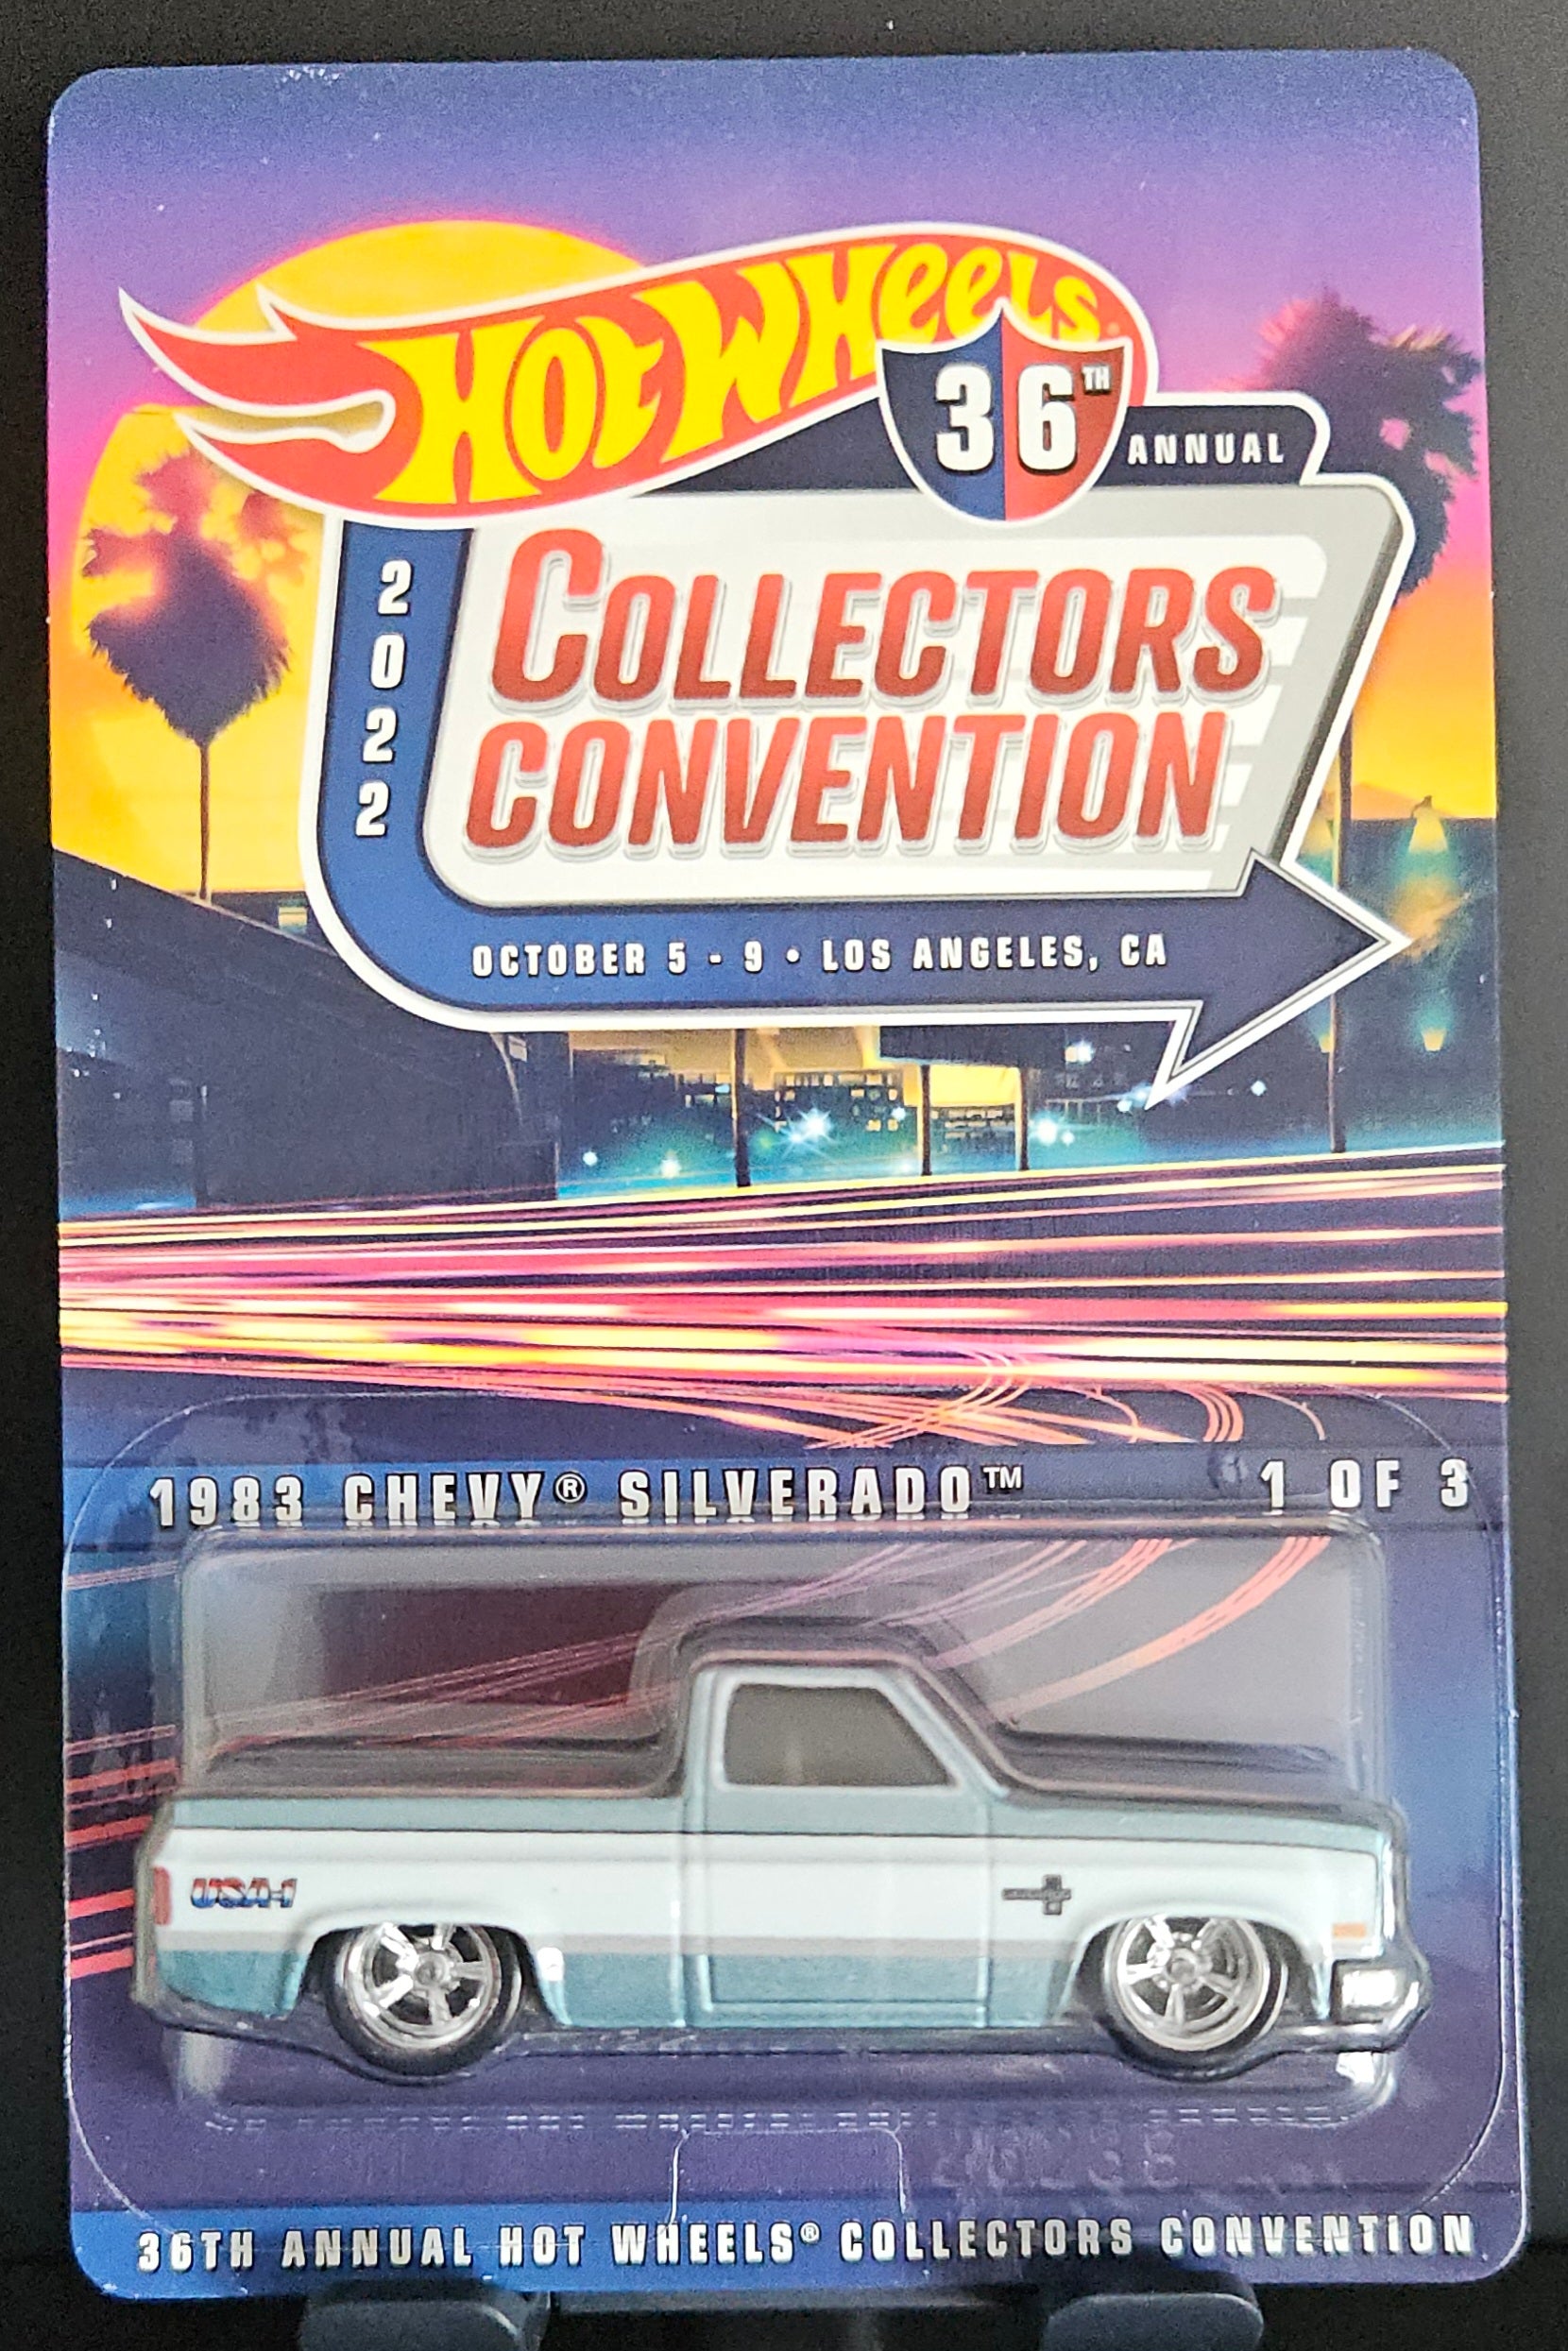 HOT WHEELS
36TH ANNUAL
2022
COLLECTORS
CONVENTION
OCTOBER 5 - 9 • LOS ANGELES, CA
1983 CHEVY® SILVERADO™ 1 OF 3
USA-1
36TH ANNUAL HOT WHEELS® COLLECTORS CONVENTION